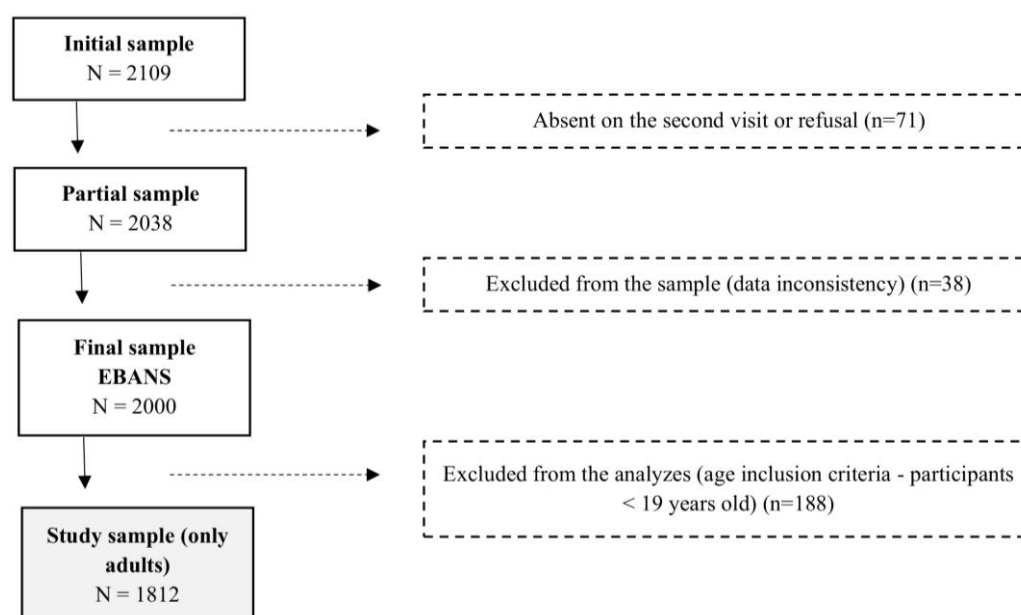 Initial sample
N = 2109
Absent on the second visit or refusal (n=71)
Partial sample
N = 2038
Excluded from the sample (data inconsistency) (n=38)
Final sample
EBANS
N = 2000
Excluded from the analyzes (age inclusion criteria - participants
< 19 years old) (n=188)
Study sample (only
adults)
N = 1812